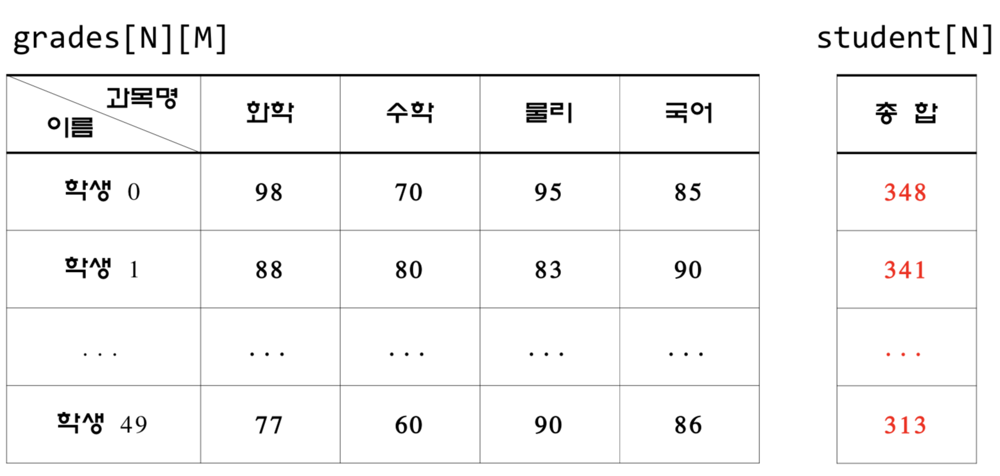 grades[N][M] student[N]
과목명
이름 화학 수학 물리 국어 총 합
학생 0 98 70 95 85 348
학생 1 88 80 83 90 341
... ... ... ... ... ...
학생 49 77 60 90 86 313